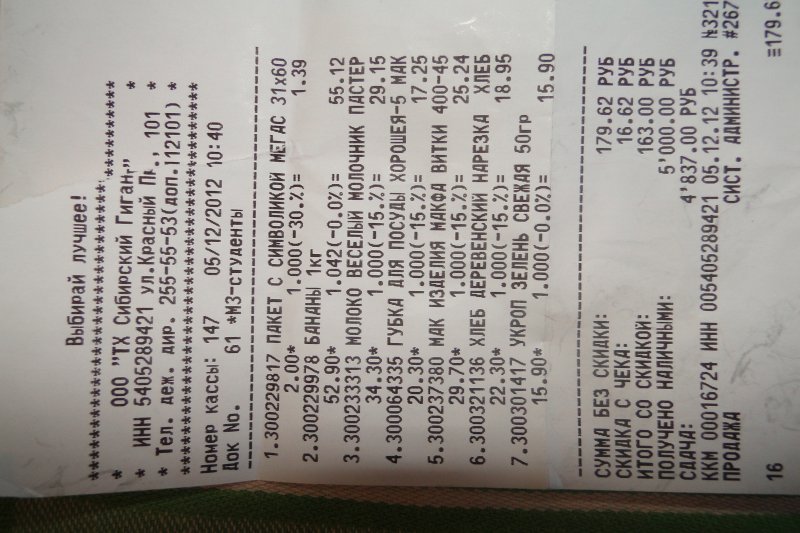 Выбирай лучшее!
*************************
* ООО "ТХ Сибирский Гигант" *
* ИНН 5405289421 ул.Красный Пр., 101 *
* Тел. деж. дир. 255-55-53(доп.112101) *
*************************
Номер кассы: 147 05/12/2012 10:40
Док No. 61 *МЗ-студенты
1.300229817 ПАКЕТ С СИМВОЛИКОЙ МЕГАС 31х60
2.00* 1.000(-30.%)= 1.39
2.300229978 БАНАНЫ 1кг
52.90* 1.042(-0.0%)= 55.12
3.300233313 МОЛОКО ВЕСЕЛЫЙ МОЛОЧНИК ПАСТЕР
34.30* 1.000(-15.%)= 29.15
4.300064335 ГУБКА ДЛЯ ПОСУДЫ ХОРОШЕЯ-5 МАК
20.30* 1.000(-15.%)= 17.25
5.300237380 МАК ИЗДЕЛИЯ МАКФА ВИТКИ 400-45
29.70* 1.000(-15.%)= 25.24
6.300321136 ХЛЕБ ДЕРЕВЕНСКИЙ НАРЕЗКА ХЛЕБ
22.30* 1.000(-15.%)= 18.95
7.300301417 УКРОП ЗЕЛЕНЬ СВЕЖАЯ 50гр
15.90* 1.000(-0.0%)= 15.90
СУММА БЕЗ СКИДКИ: 179.62 РУБ
СКИДКА С ЧЕКА: 16.62 РУБ
ИТОГО СО СКИДКОЙ: 163.00 РУБ
ПОЛУЧЕНО НАЛИЧНЫМИ: 5'000.00 РУБ
СДАЧА: 4'837.00 РУБ
ККМ 00016724 ИНН 005405289421 05.12.12 10:39 №321
ПРОДАЖА СИСТ. АДМИНИСТР. #267
16 ≡179.6